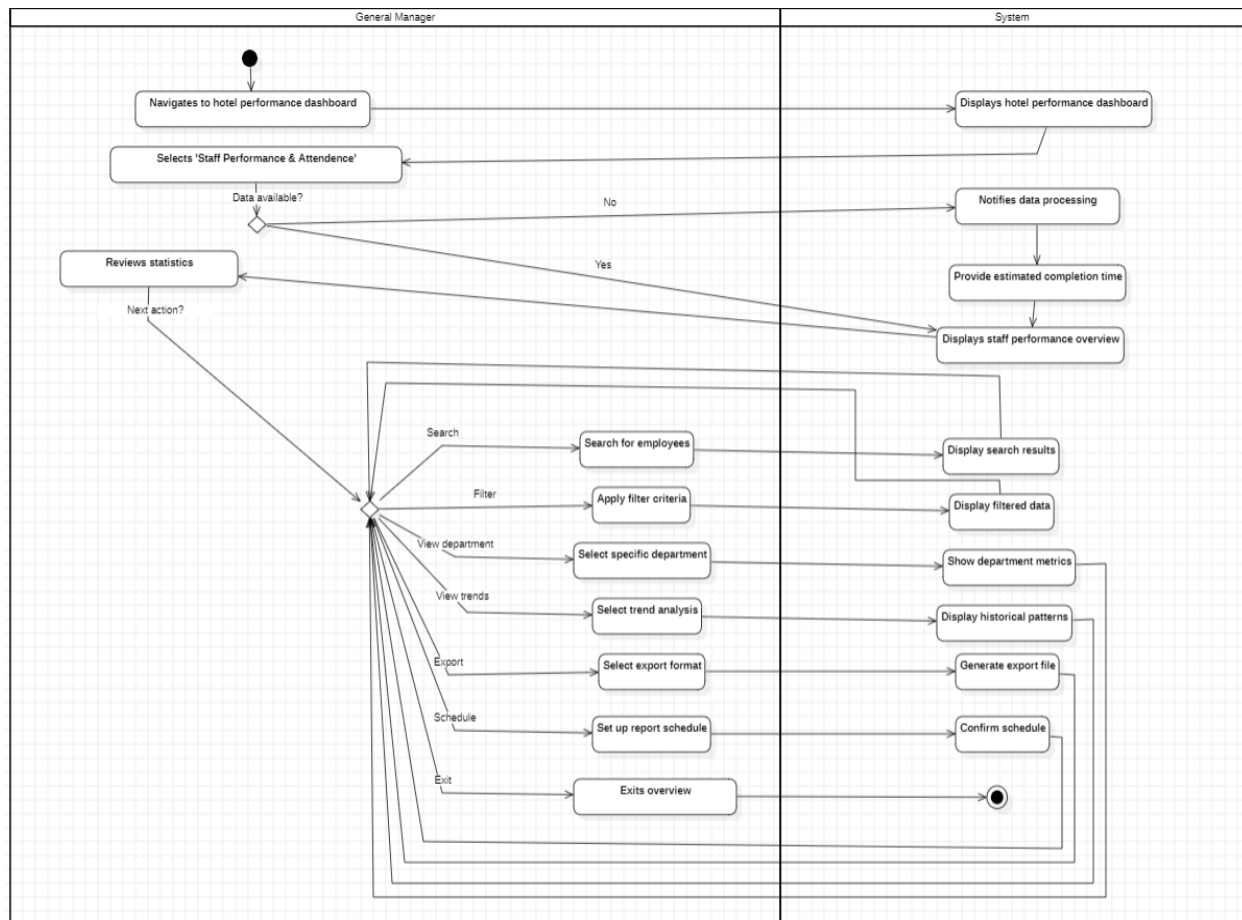 General Manager
System
Navigates to hotel performance dashboard
Displays hotel performance dashboard
Selects 'Staff Performance & Attendence'
Data available?
No
Notifies data processing
Reviews statistics
Yes
Provide estimated completion time
Next action?
Displays staff performance overview
Search
Search for employees
Display search results
Filter
Apply filter criteria
Display filtered data
View department
Select specific department
Show department metrics
View trends
Select trend analysis
Display historical patterns
Export
Select export format
Generate export file
Schedule
Set up report schedule
Confirm schedule
Exit
Exits overview